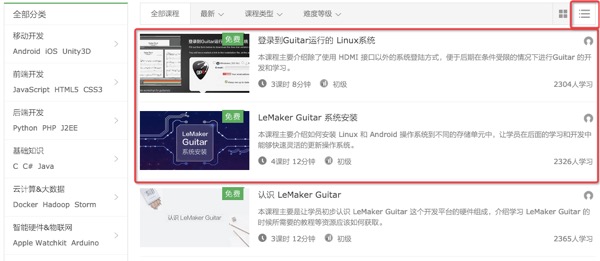 全部分类
移动开发
Android iOS Unity3D
前端开发
JavaScript HTML5 CSS3
后端开发
Python PHP J2EE
基础知识
C C# Java
云计算&大数据
Docker Hadoop Storm
智能硬件&物联网
Apple Watchkit Arduino
全部课程 最新 课程类型 难度等级
免费
登录到Guitar运行的 Linux系统
本课程主要介绍除了使用 HDMI 接口以外的系统登陆方式，便于后期在条件受限的情况下进行Guitar 的开
发和学习。
3课时 8分钟 初级 2304人学习
免费
LeMaker
Guitar
系统安装
LeMaker Guitar 系统安装
本课程主要介绍如何安装 Linux 和 Android 操作系统到不同的存储单元中，让学员在后面的学习和开发中
能够快速灵活的更新操作系统。
4课时 12分钟 初级 2326人学习
免费
认识 LeMaker Guitar
认识 LeMaker Guitar
本课程主要是让学员初步认识 LeMaker Guitar 这个开发平台的硬件组成，介绍学习 LeMaker Guitar 的
时候所需要的教程等资源应该如何获取。
3课时 12分钟 初级 2365人学习